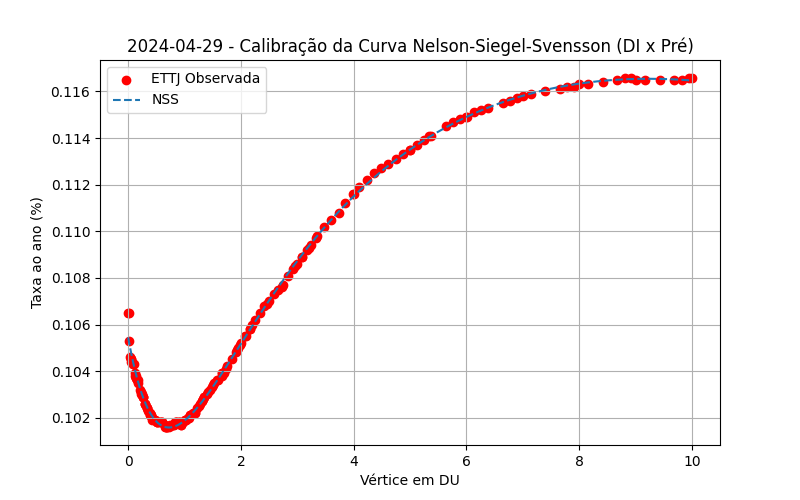 2024-04-29 - Calibração da Curva Nelson-Siegel-Svensson (DI x Pré)
ETTJ Observada
NSS
Taxa ao ano (%)
0.116
0.114
0.112
0.110
0.108
0.106
0.104
0.102
0 2 4 6 8 10
Vértice em DU